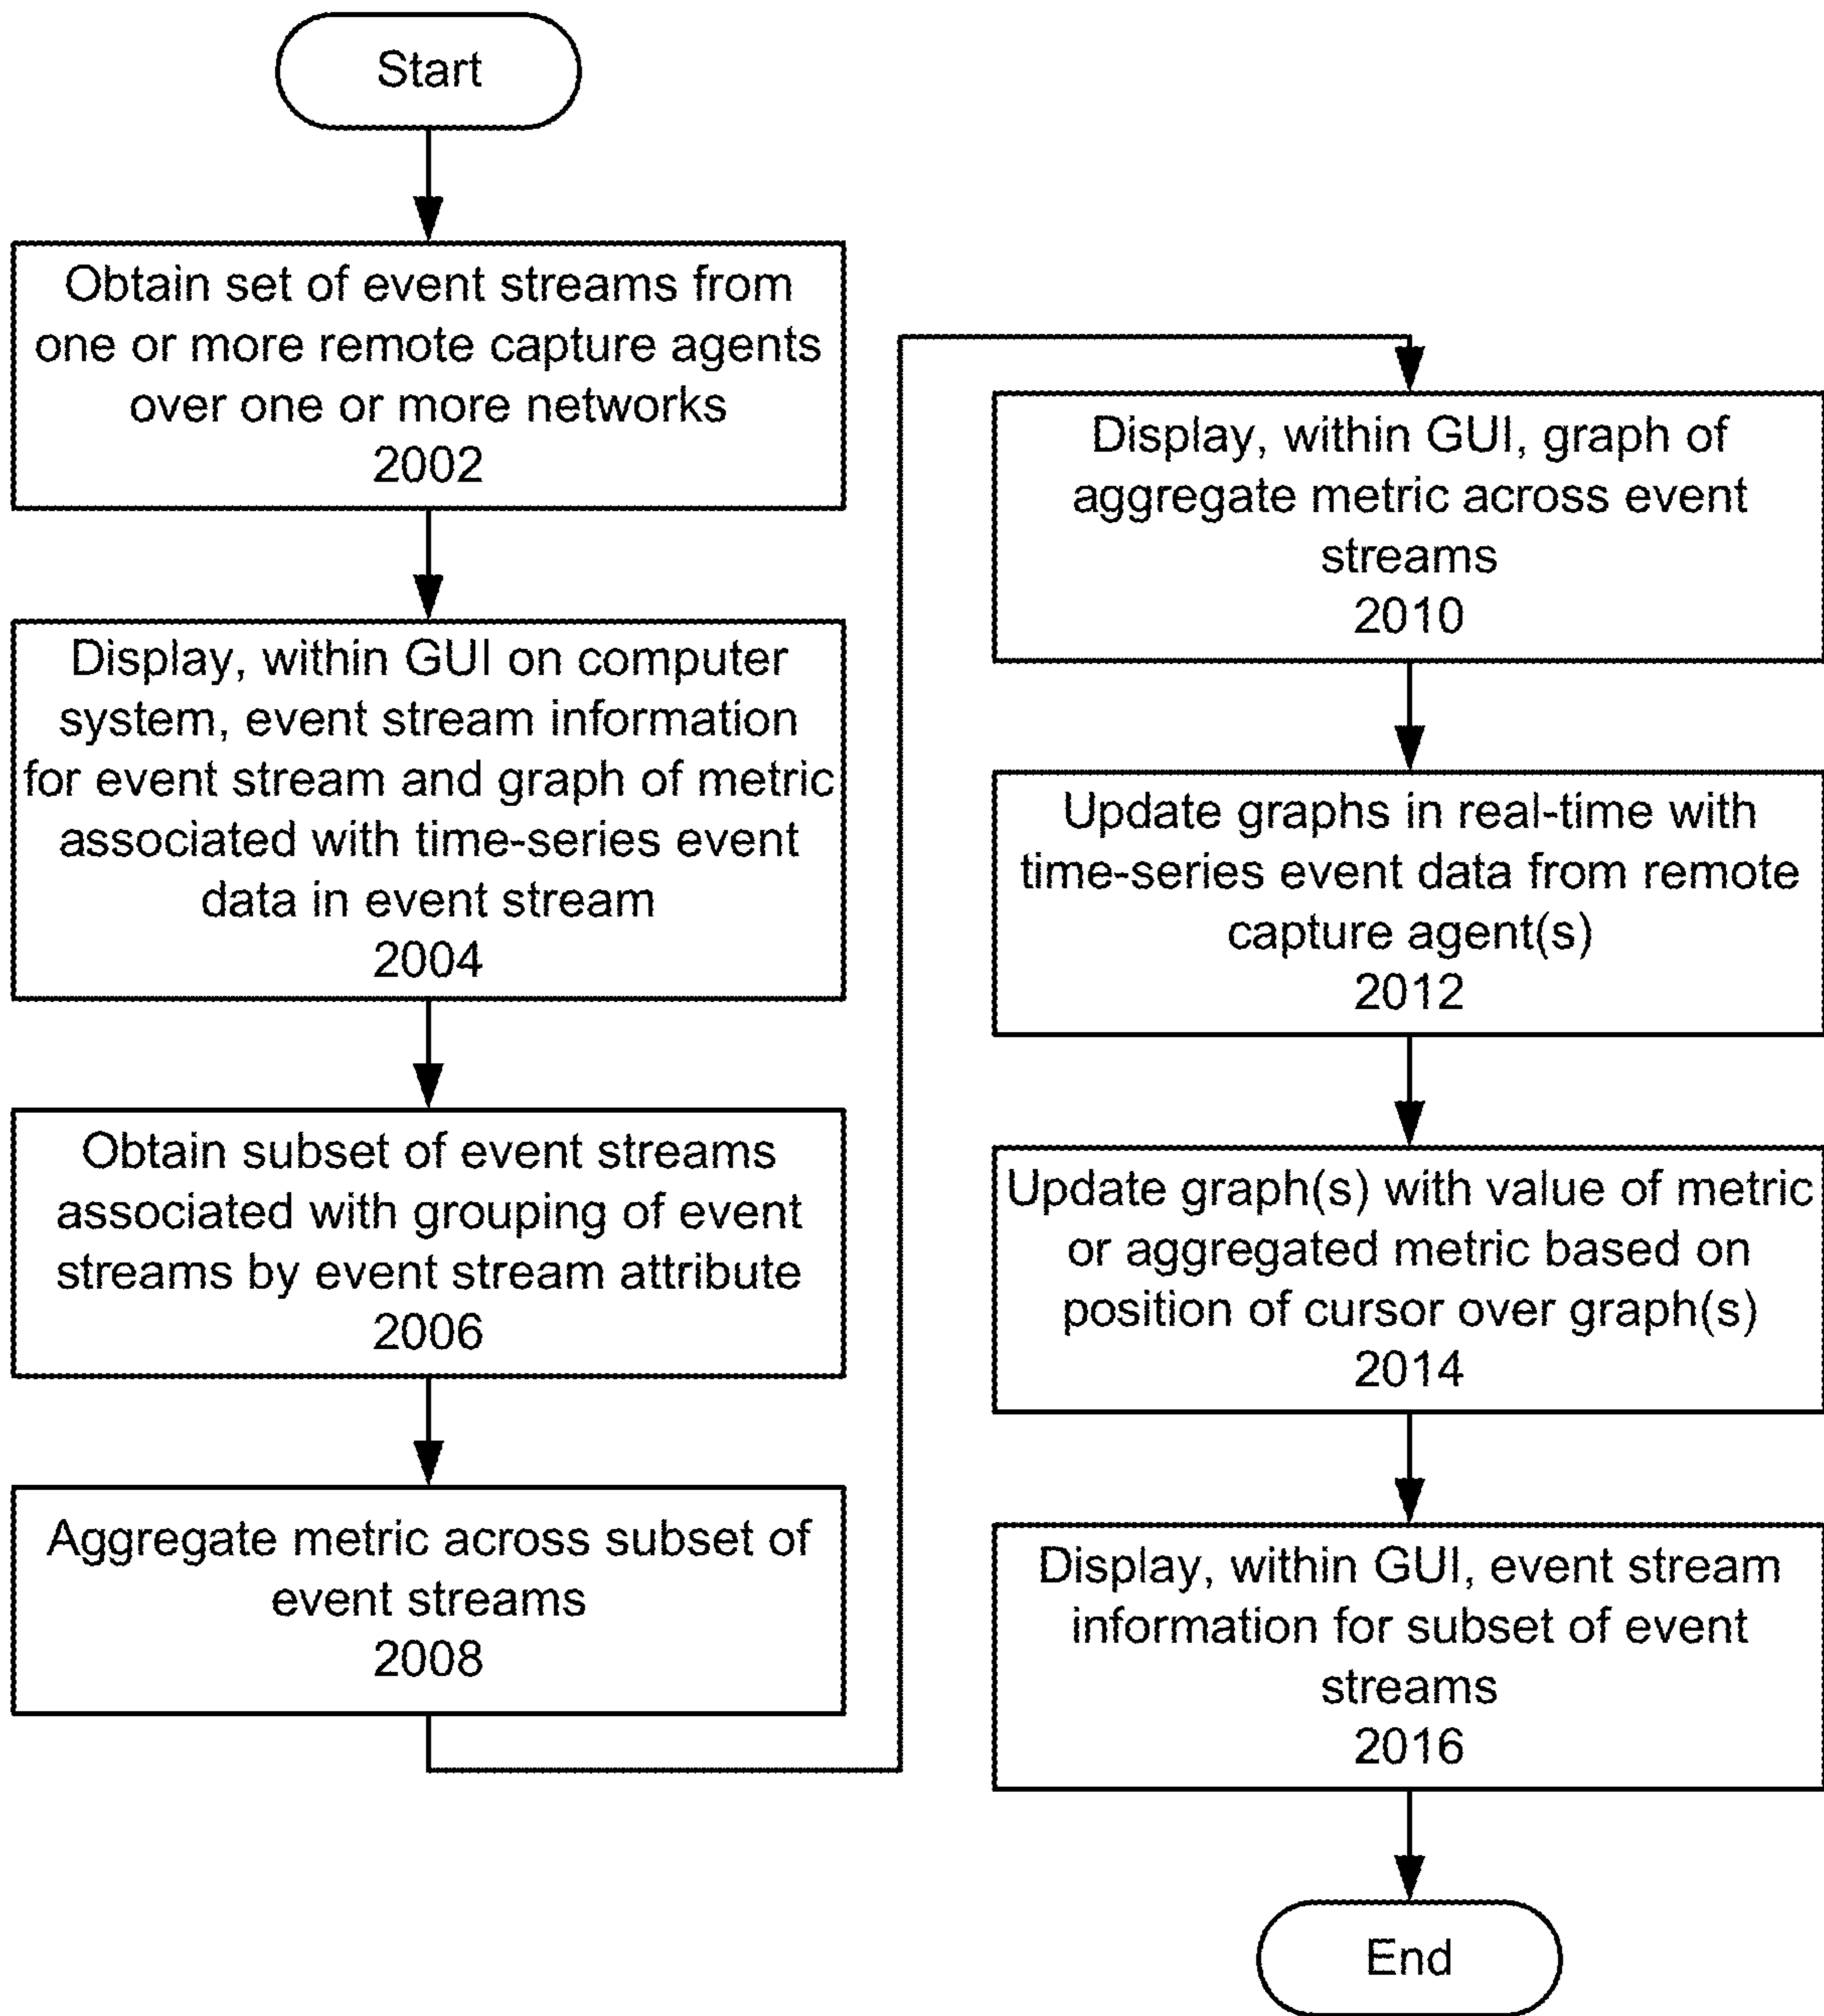 Start
Obtain set of event streams from
one or more remote capture agents
over one or more networks
2002
Display, within GUI on computer
system, event stream information
for event stream and graph of metric
associated with time-series event
data in event stream
2004
Obtain subset of event streams
associated with grouping of event
streams by event stream attribute
2006
Aggregate metric across subset of
event streams
2008
Display, within GUI, graph of
aggregate metric across event
streams
2010
Update graphs in real-time with
time-series event data from remote
capture agent(s)
2012
Update graph(s) with value of metric
or aggregated metric based on
position of cursor over graph(s)
2014
Display, within GUI, event stream
information for subset of event
streams
2016
End